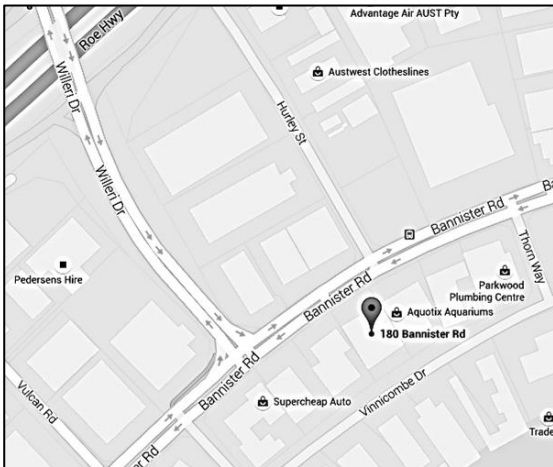 Advantage Air AUST Pty
Roe Hwy
Willeri Dr
Austwest Clotheslines
Hurley St
Willeri Dr
Bannister Rd
Ba
Thorn Way
Pedersens Hire
Parkwood
Plumbing Centre
Bannister Rd
Aquotix Aquariums
180 Bannister Rd
Bannister Rd
Vinnicombe Dr
Supercheap Auto
Vulcan Rd
Trade
er Rd